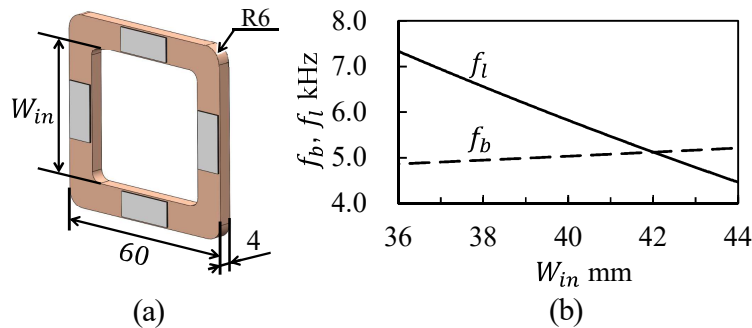 (a)
R6
W_in
60
4
(a)
(b)
f_b, f_l kHz
8.0
7.0
6.0
5.0
4.0
f_l
f_b
36 38 40 42 44
W_in mm
(b)